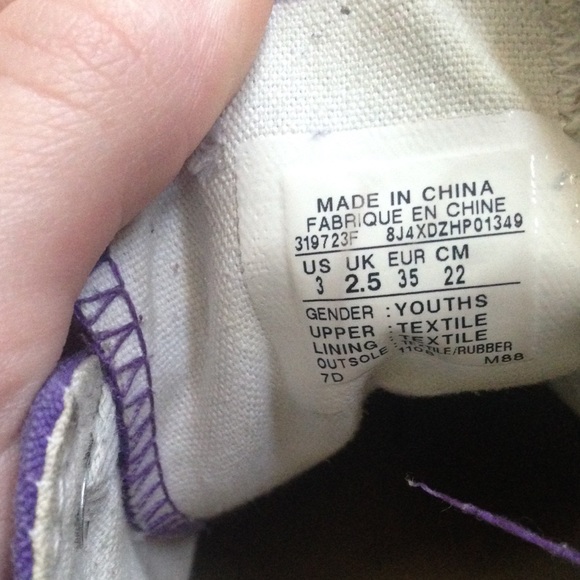 MADE IN CHINA
FABRIQUE EN CHINE
319723F 8J4XDZHP01349
US UK EUR CM
3 2.5 35 22
GENDER : YOUTHS
UPPER : TEXTILE
LINING : TEXTILE
OUTSOLE /RUBBER
7D M88